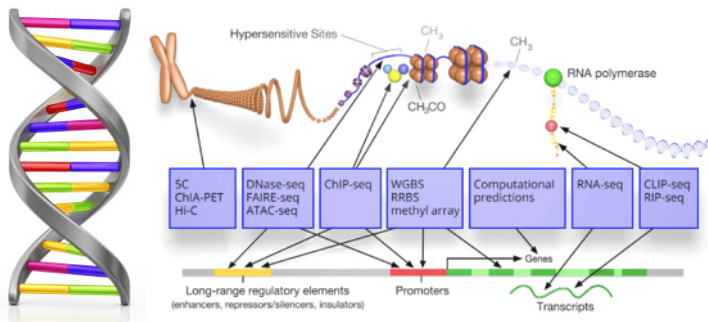 Hypersensitive Sites
CH3
CH3
RNA polymerase
CH3CO
5C
ChIA-PET
Hi-C
DNase-seq
FAIRE-seq
ATAC-seq
ChIP-seq
WGBS
RRBS
methyl array
Computational
predictions
RNA-seq
CLIP-seq
RIP-seq
Genes
Long-range regulatory elements
(enhancers, repressors/silencers, insulators)
Promoters
Transcripts